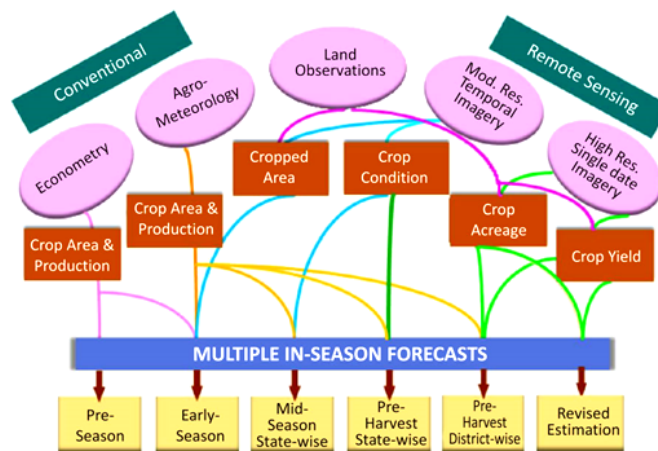 Conventional
Remote Sensing
Econometry
Agro-
Meteorology
Land
Observations
Mod. Res.
Temporal
Imagery
High Res.
Single date
Imagery
Crop Area &
Production
Crop Area &
Production
Cropped
Area
Crop
Condition
Crop
Acreage
Crop Yield
MULTIPLE IN-SEASON FORECASTS
Pre-
Season
Early-
Season
Mid-
Season
State-wise
Pre-
Harvest
State-wise
Pre-
Harvest
District-wise
Revised
Estimation